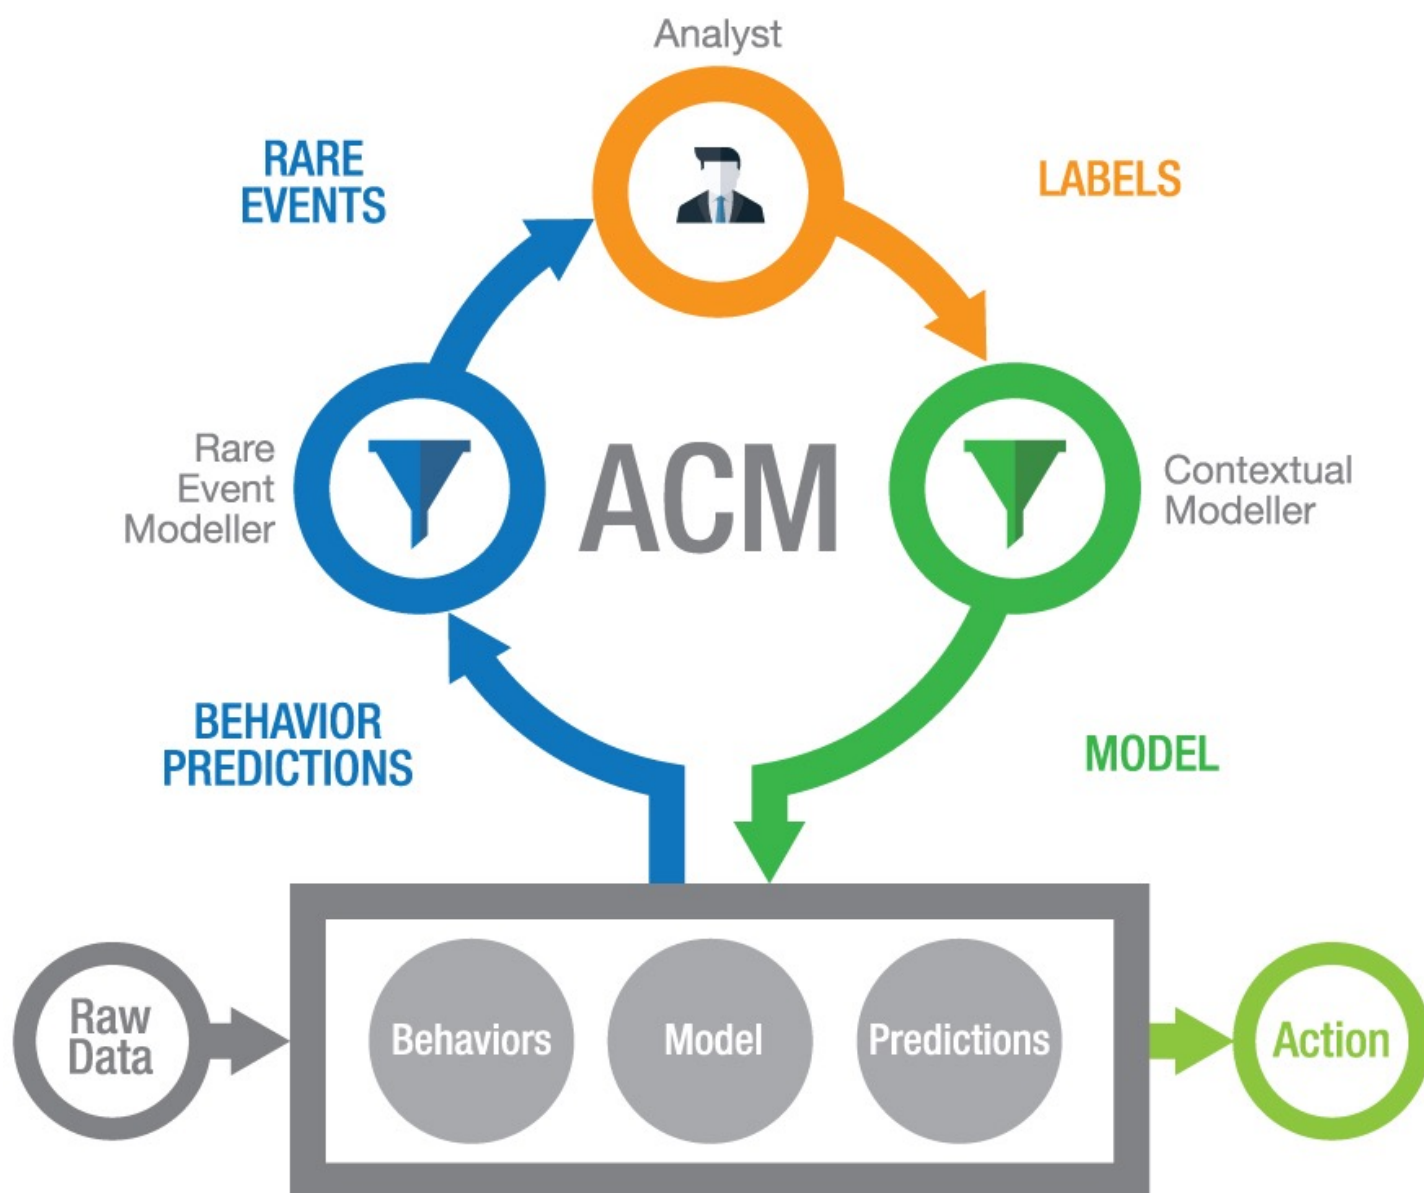 Analyst
RARE
EVENTS
LABELS
Rare
Event
Modeller
ACM
Contextual
Modeller
BEHAVIOR
PREDICTIONS
MODEL
Raw
Data
Behaviors
Model
Predictions
Action